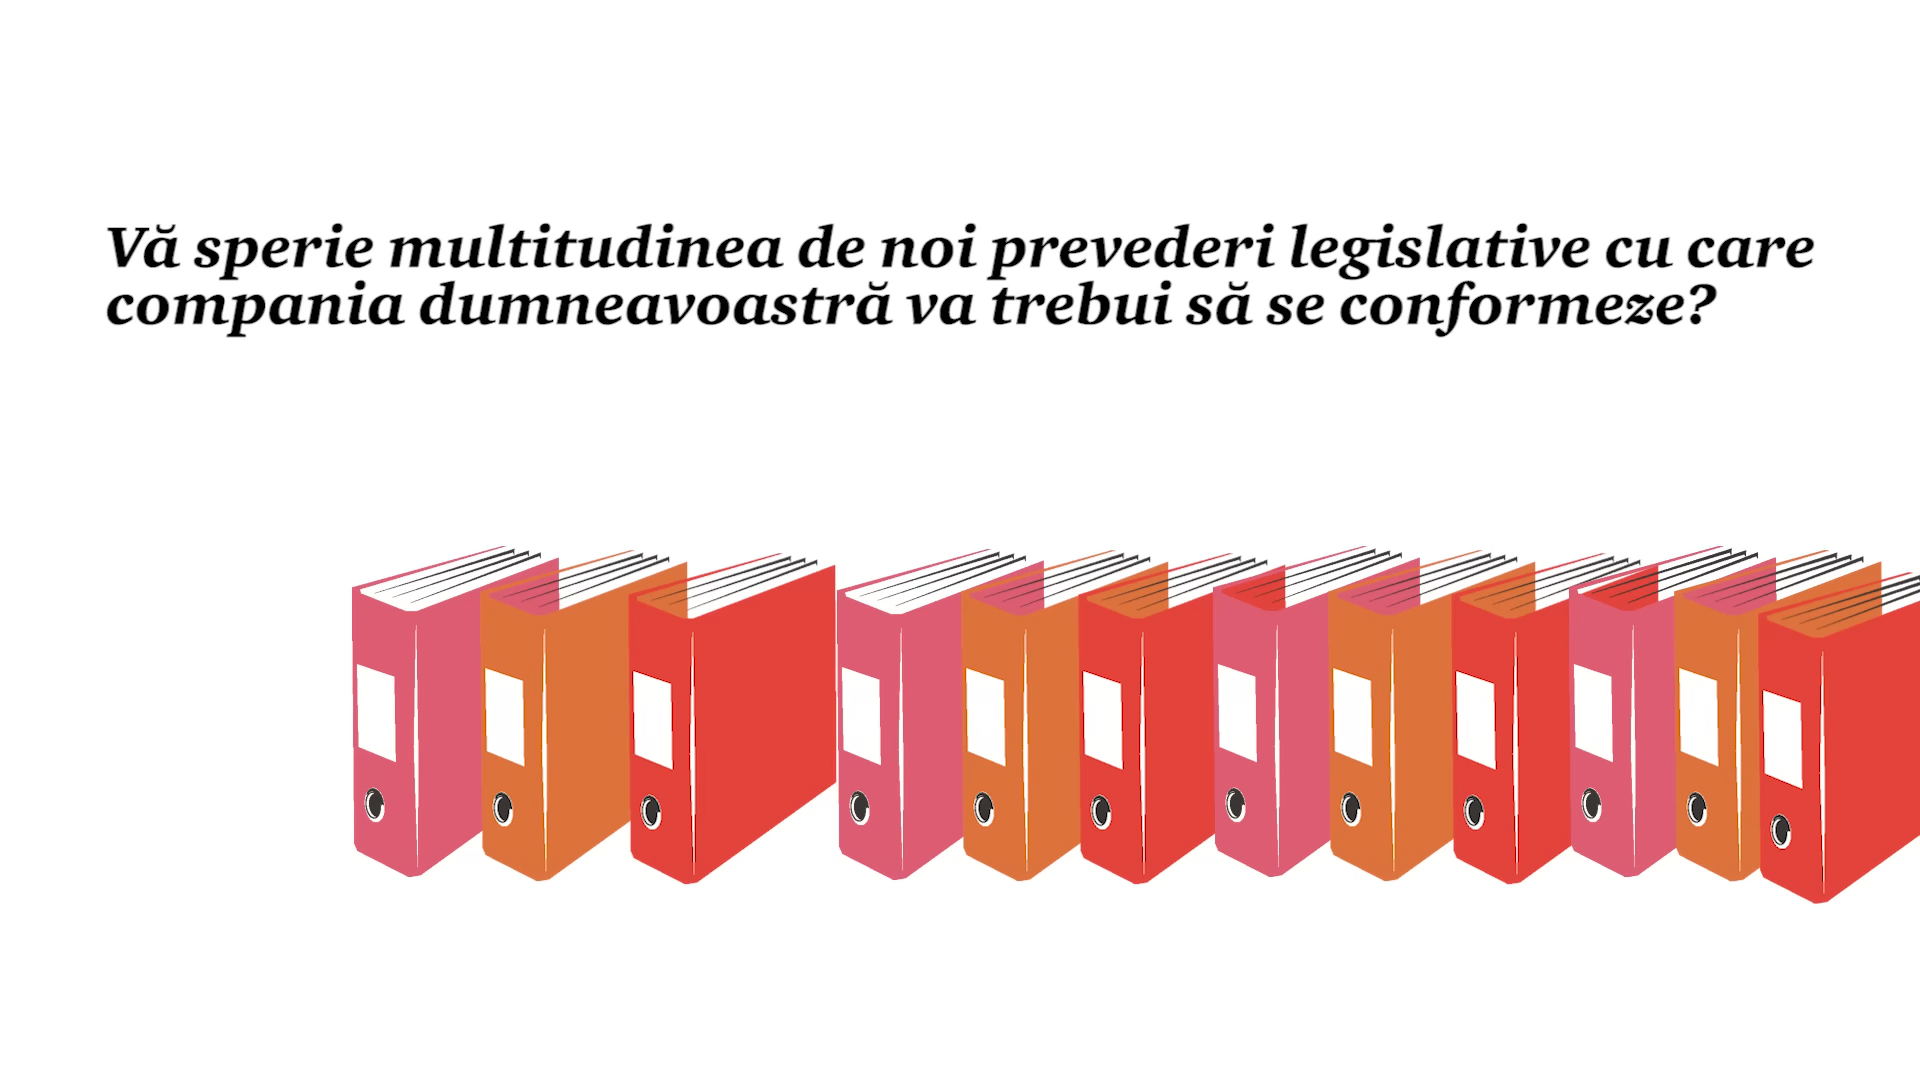 Vă sperie multitudinea de noi prevederi legislative cu care
compania dumneavoastră va trebui să se conformeze?